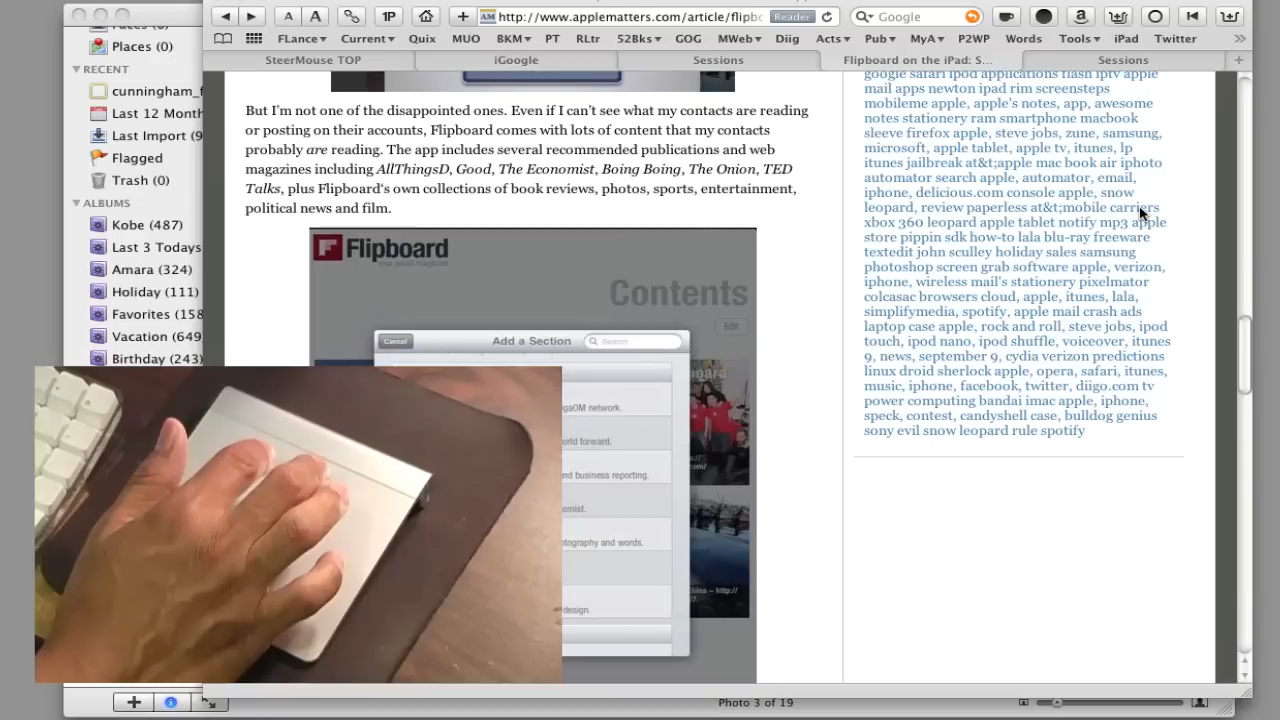 Places (0)
RECENT
cunningham_f
Last 12 Month
Last Import (9
Flagged
Trash (0)
ALBUMS
Kobe (487)
Last 3 Todays
Amara (324)
Holiday (111)
Favorites (158
Vacation (649
Birthday (243)
A A 1P + AM http://www.applematters.com/article/flipb Reader Google
FLance Current Quix MUO BKM PT RLtr 52Bks GOG MWeb Diig Acts Pub MyA P2WP Words Tools iPad Twitter
SteerMouse TOP iGoogle Sessions Flipboard on the iPad: S... Sessions
But I'm not one of the disappointed ones. Even if I can't see what my contacts are reading
or posting on their accounts, Flipboard comes with lots of content that my contacts
probably are reading. The app includes several recommended publications and web
magazines including AllThingsD, Good, The Economist, Boing Boing, The Onion, TED
Talks, plus Flipboard's own collections of book reviews, photos, sports, entertainment,
political news and film.
Flipboard
Contents
Edit
Cancel Add a Section Search
gaOM network.
orld forward.
nd business reporting.
omist.
otography and words.
design.
google safari ipod applications flash iptv apple
mail apps newton ipad rim screensteps
mobileme apple, apple's notes, app, awesome
notes stationery ram smartphone macbook
sleeve firefox apple, steve jobs, zune, samsung,
microsoft, apple tablet, apple tv, itunes, lp
itunes jailbreak at&t;apple mac book air iphoto
automator search apple, automator, email,
iphone, delicious.com console apple, snow
leopard, review paperless at&t;mobile carriers
xbox 360 leopard apple tablet notify mp3 apple
store pippin sdk how-to lala blu-ray freeware
textedit john sculley holiday sales samsung
photoshop screen grab software apple, verizon,
iphone, wireless mail's stationery pixelmator
colcasac browsers cloud, apple, itunes, lala,
simplifymedia, spotify, apple mail crash ads
laptop case apple, rock and roll, steve jobs, ipod
touch, ipod nano, ipod shuffle, voiceover, itunes
9, news, september 9, cydia verizon predictions
linux droid sherlock apple, opera, safari, itunes,
music, iphone, facebook, twitter, diigo.com tv
power computing bandai imac apple, iphone,
speck, contest, candyshell case, bulldog genius
sony evil snow leopard rule spotify
Photo 3 of 19